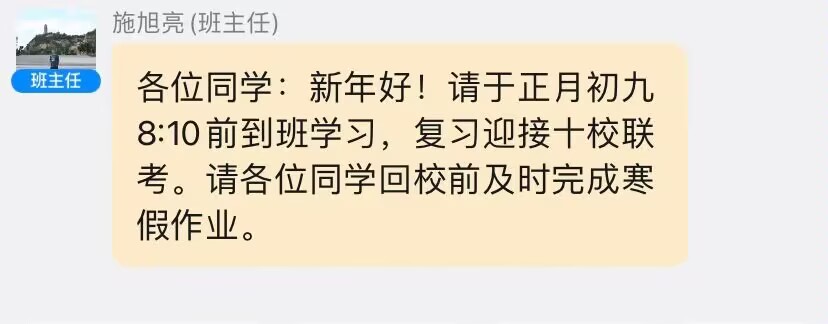 施旭亮(班主任)
班主任
各位同学：新年好！请于正月初九
8:10前到班学习，复习迎接十校联
考。请各位同学回校前及时完成寒
假作业。